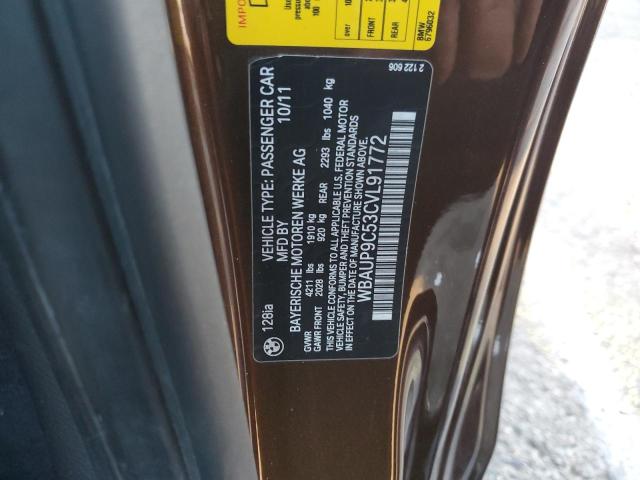 128ia
VEHICLE TYPE: PASSENGER CAR
MFD BY 10/11
BAYERISCHE MOTOREN WERKE AG
GVWR 4211 lbs 1910 kg
GAWR FRONT 2028 lbs 920 kg REAR 2293 lbs 1040 kg
THIS VEHICLE CONFORMS TO ALL APPLICABLE U.S. FEDERAL MOTOR
VEHICLE SAFETY, BUMPER AND THEFT PREVENTION STANDARDS
IN EFFECT ON THE DATE OF MANUFACTURE SHOWN ABOVE.
WBAUP9C53CVL91772
2 122 606
over
FRONT
REAR
BMW
6796032